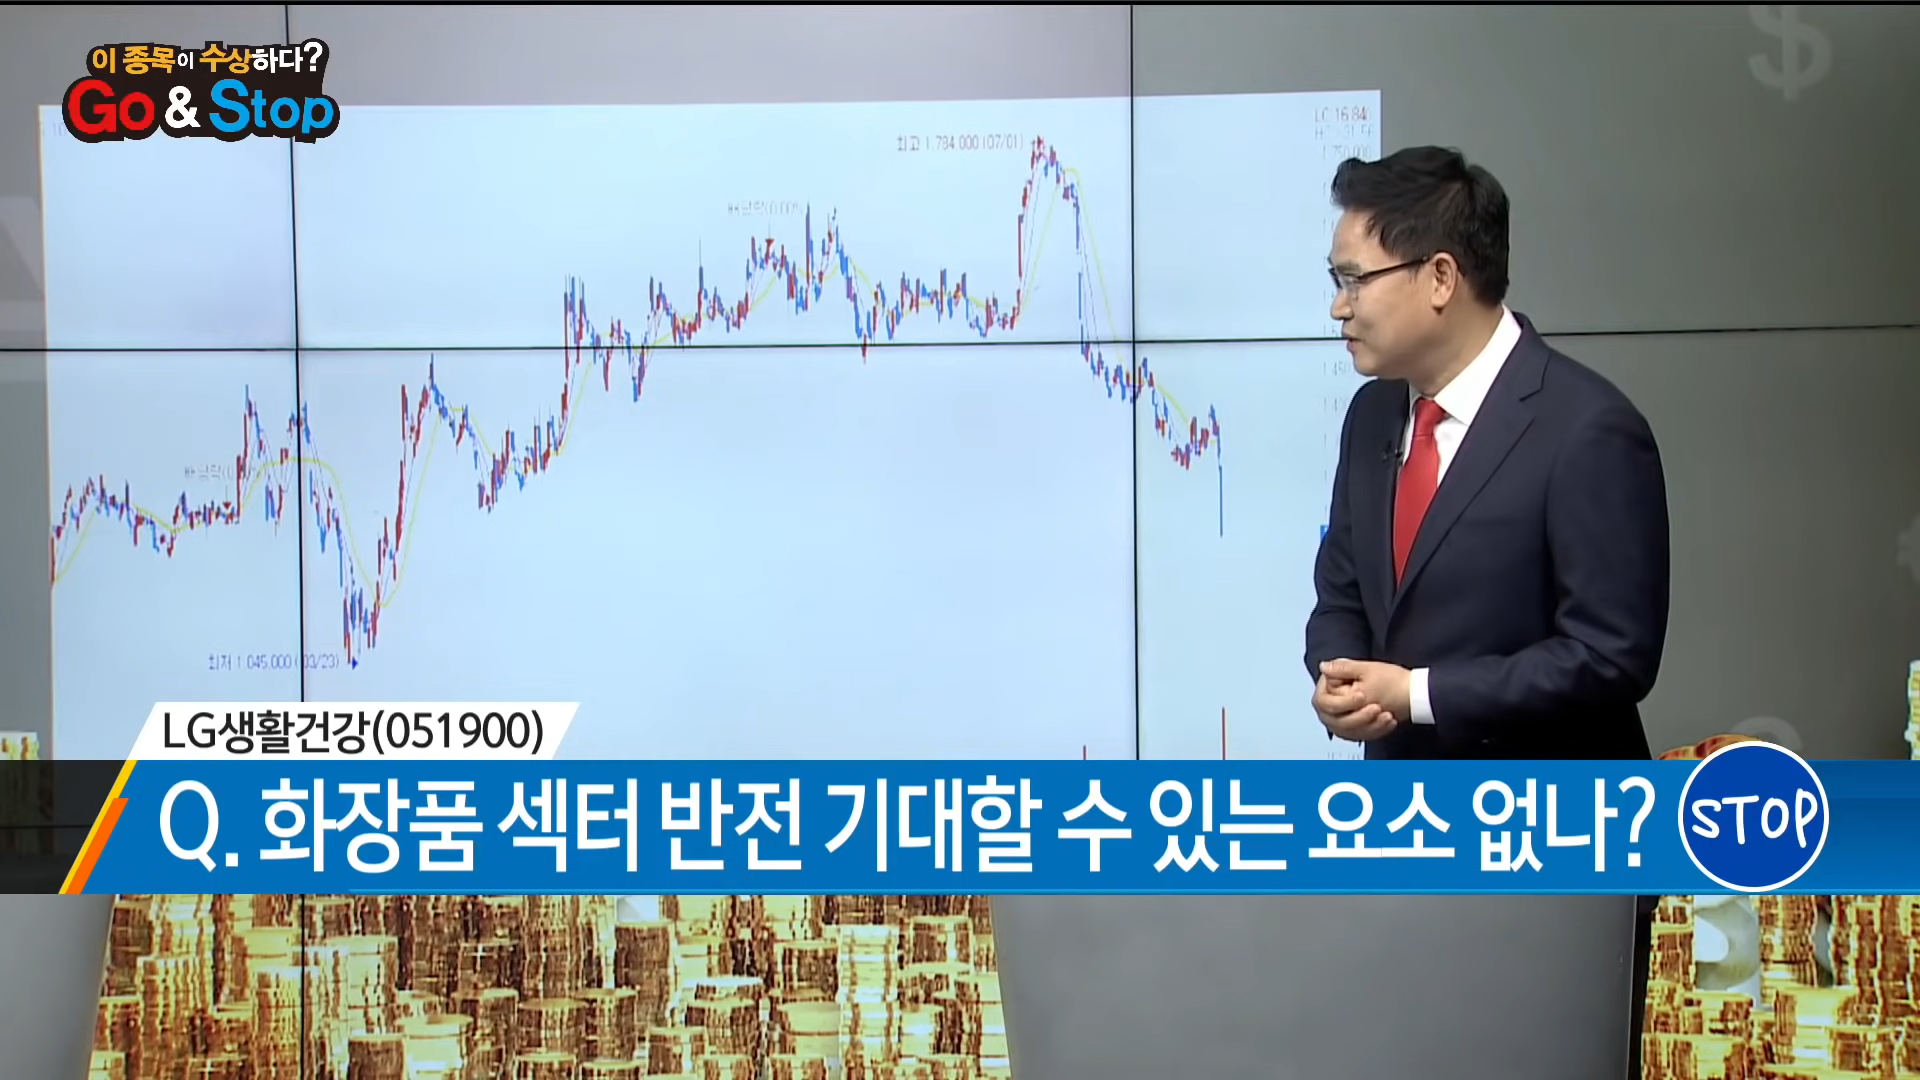 이 종목이 수상하다?
Go & Stop
최고 1.784.000 (07/01)
최저 1.045.000 (03/23)
LG생활건강(051900)
Q. 화장품 섹터 반전 기대할 수 있는 요소 없나?
STOP